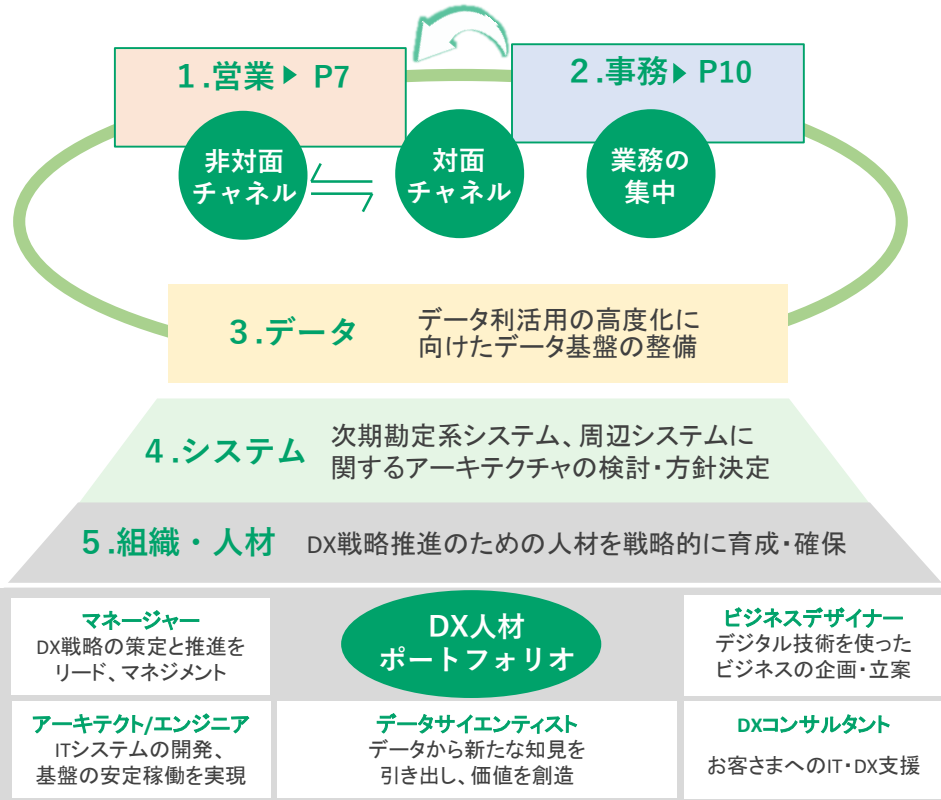 １.営業▶ P7
２.事務▶ P10
非対面
チャネル
対面
チャネル
業務の
集中
３.データ
データ利活用の高度化に
向けたデータ基盤の整備
４.システム
次期勘定系システム、周辺システムに
関するアーキテクチャの検討・方針決定
５.組織・人材
DX戦略推進のための人材を戦略的に育成・確保
DX人材
ポートフォリオ
マネージャー
DX戦略の策定と推進を
リード、マネジメント
ビジネスデザイナー
デジタル技術を使った
ビジネスの企画・立案
アーキテクト/エンジニア
ITシステムの開発、
基盤の安定稼働を実現
データサイエンティスト
データから新たな知見を
引き出し、価値を創造
DXコンサルタント
お客さまへのIT・DX支援